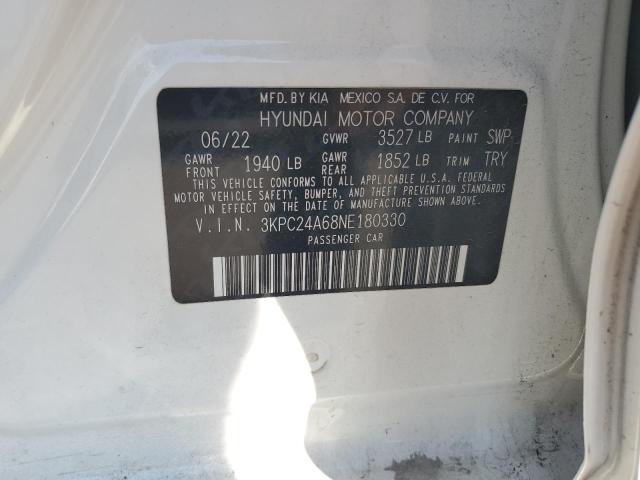 MFD. BY KIA MEXICO S.A. DE C.V. FOR
HYUNDAI MOTOR COMPANY
06/22 GVWR 3527 LB PAINT SWP
GAWR FRONT 1940 LB GAWR REAR 1852 LB TRIM TRY
THIS VEHICLE CONFORMS TO ALL APPLICABLE U.S.A. FEDERAL
MOTOR VEHICLE SAFETY, BUMPER, AND THEFT PREVENTION STANDARDS
IN EFFECT ON THE DATE OF MANUFACTURE SHOWN ABOVE.
V.I.N. 3KPC24A68NE180330
PASSENGER CAR